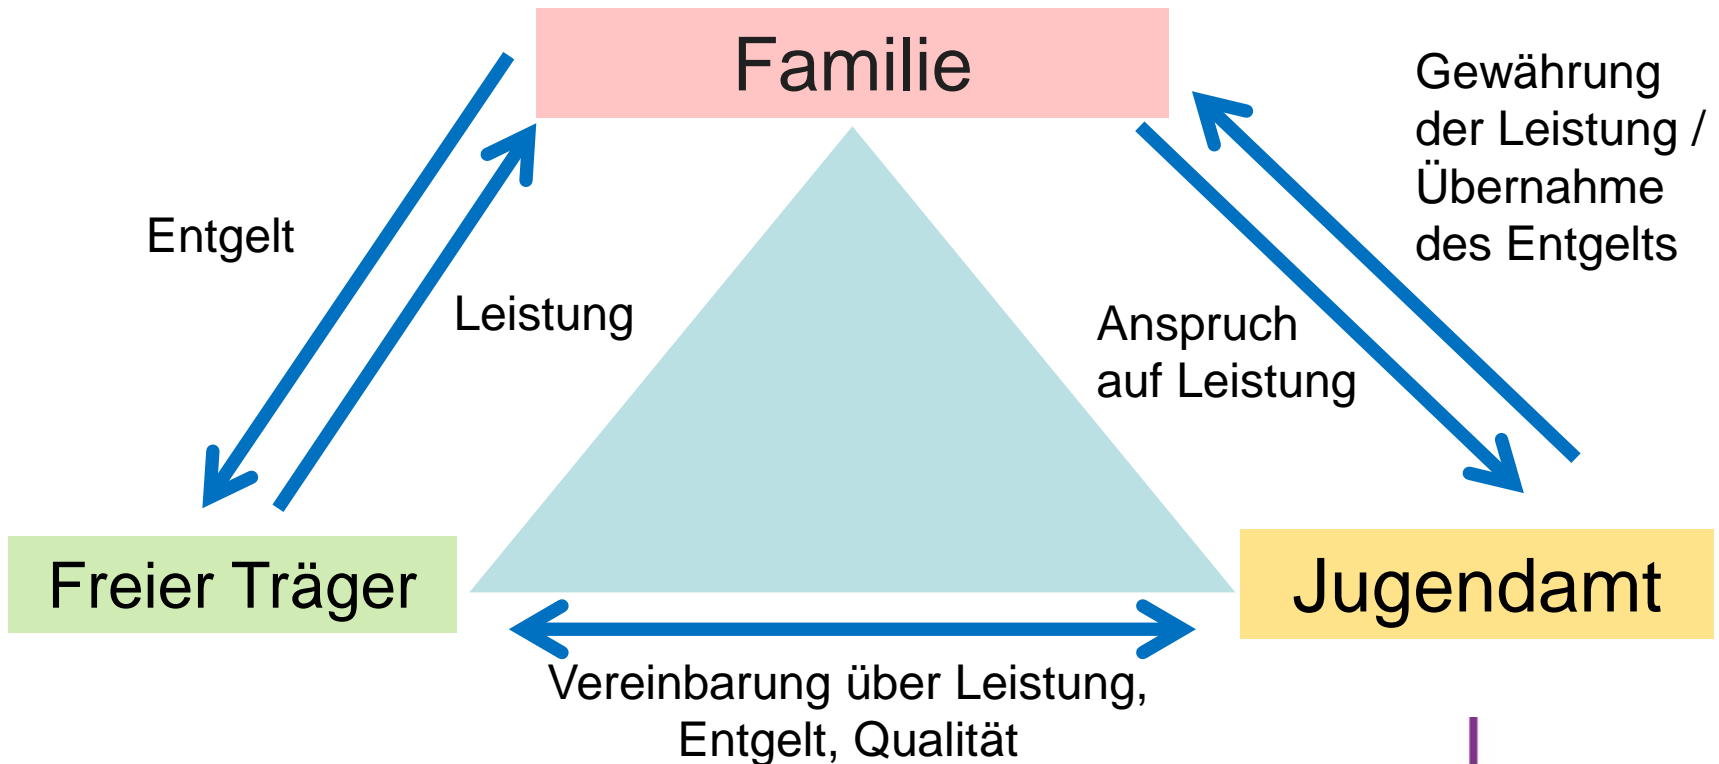 Familie
Gewährung
der Leistung /
Übernahme
des Entgelts
Entgelt
Leistung
Anspruch
auf Leistung
Freier Träger
Jugendamt
Vereinbarung über Leistung,
Entgelt, Qualität